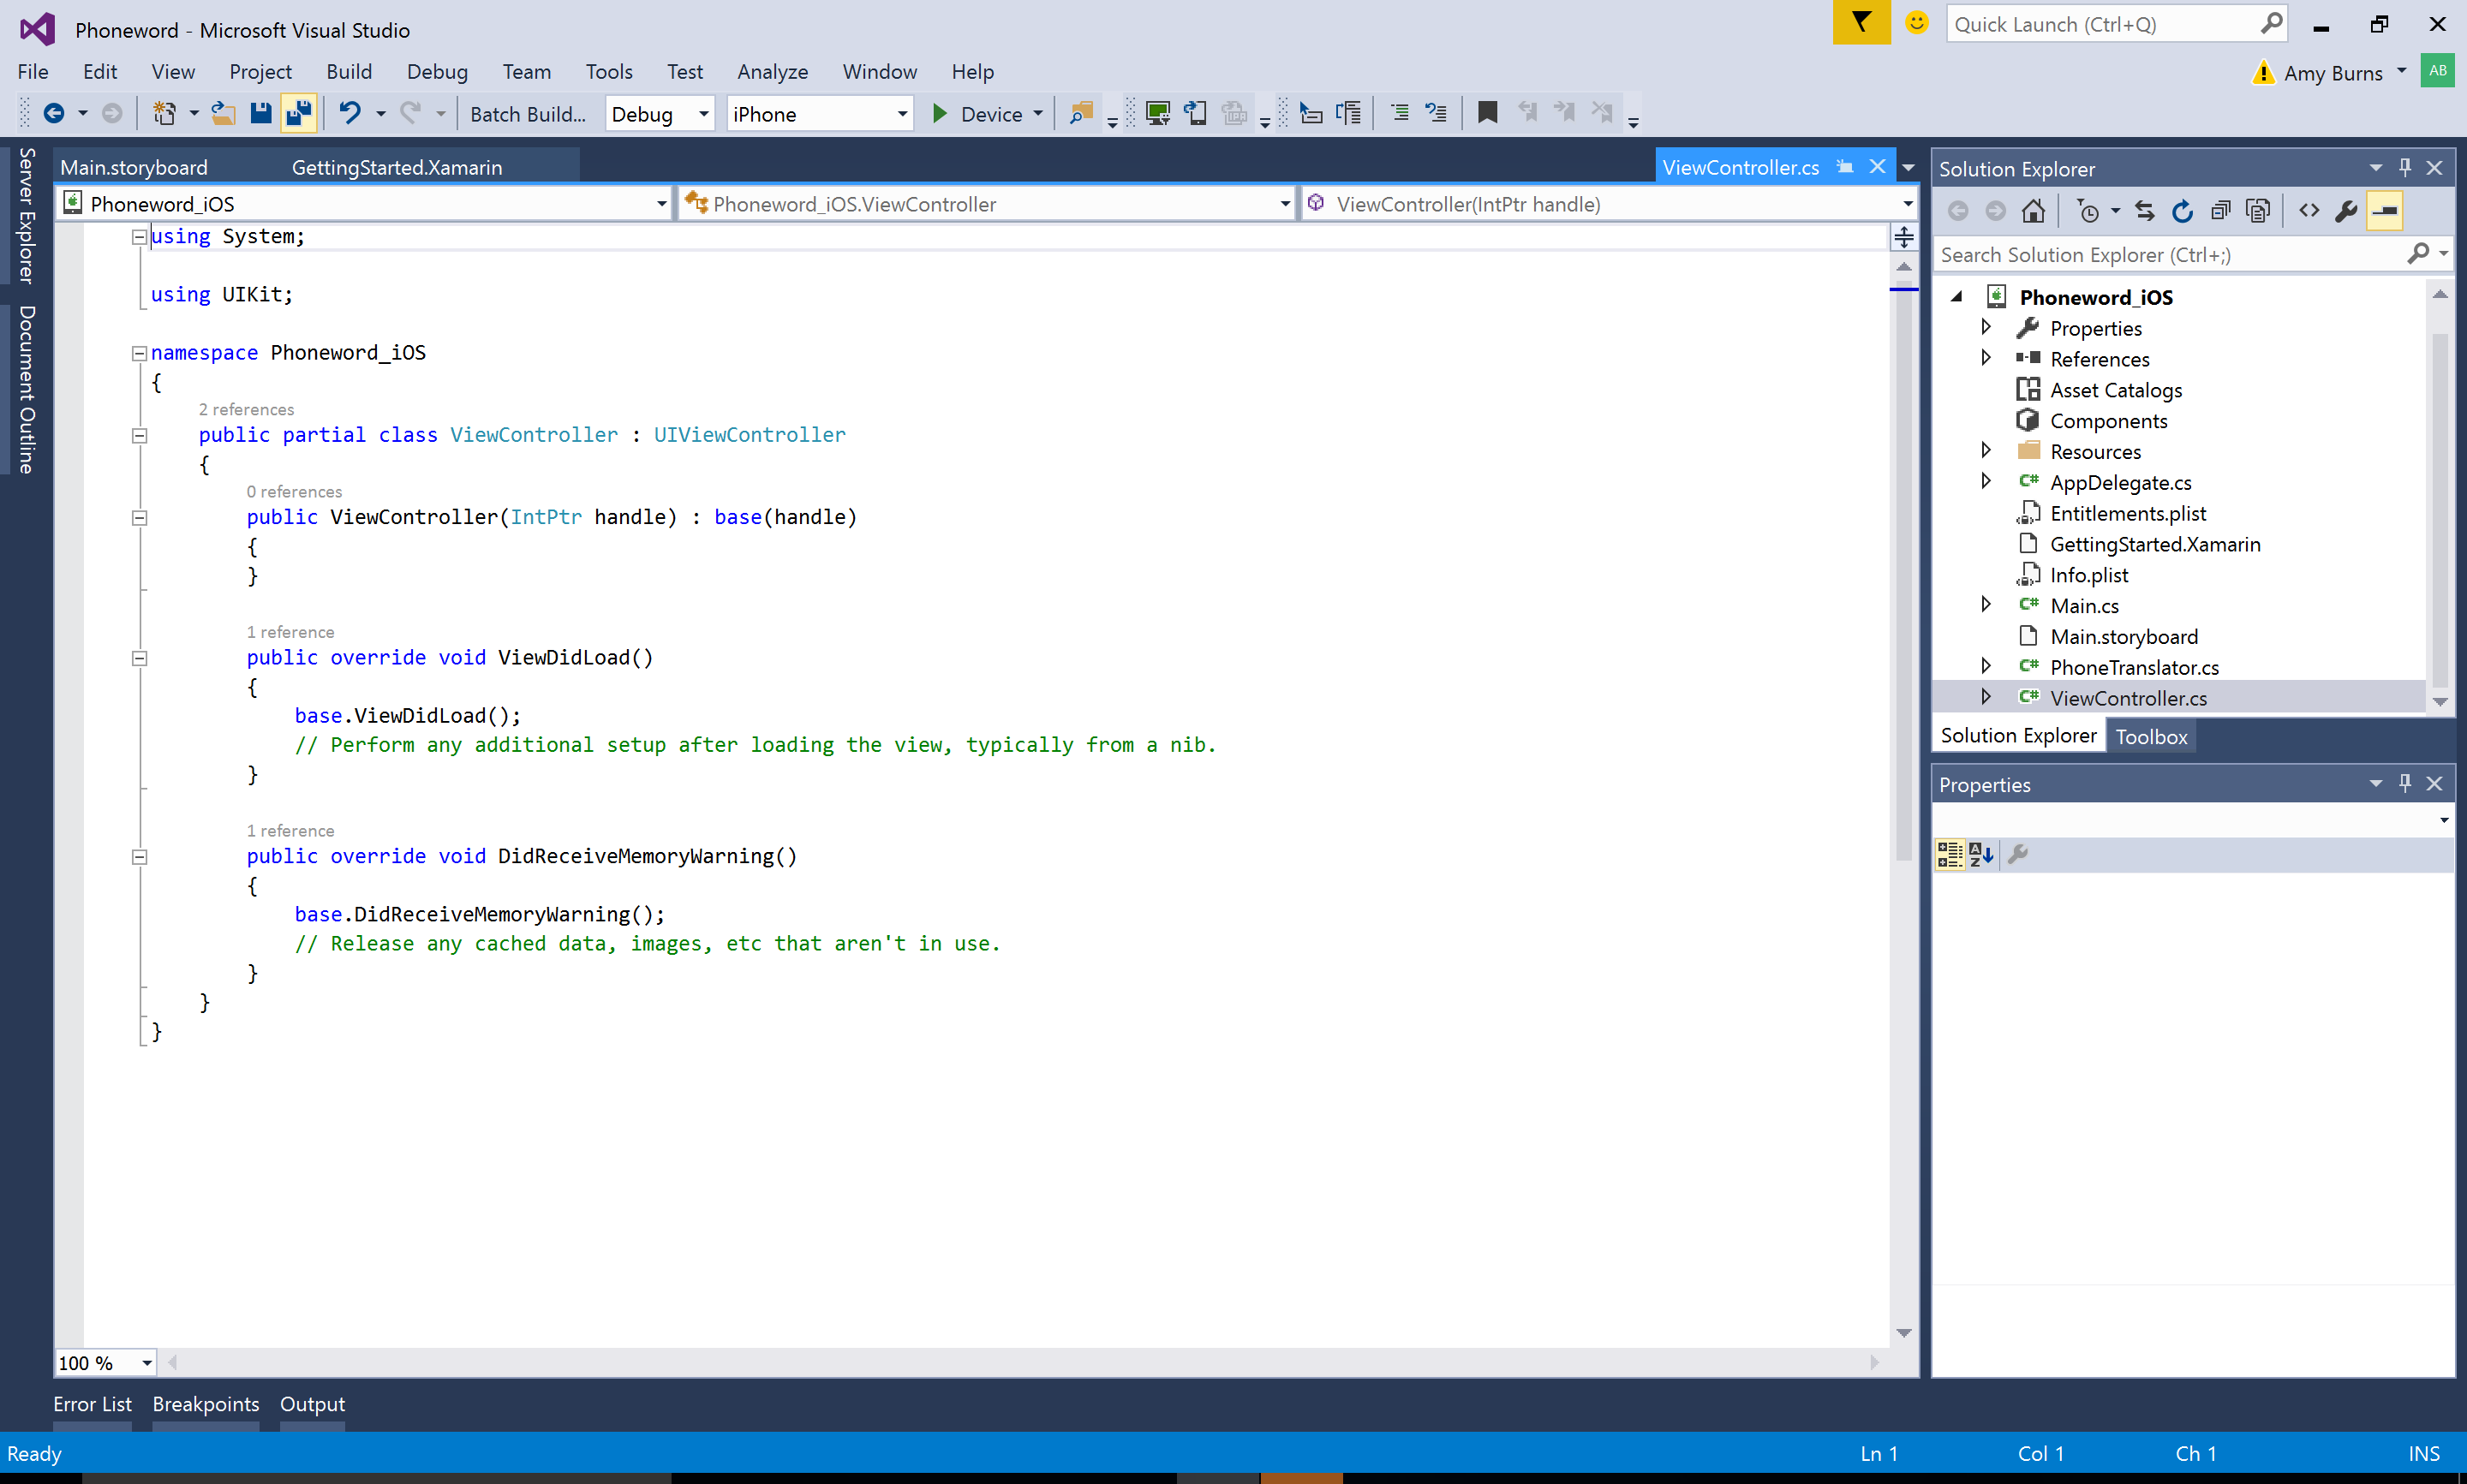 Phoneword - Microsoft Visual Studio
Quick Launch (Ctrl+Q)
File Edit View Project Build Debug Team Tools Test Analyze Window Help
Amy Burns AB
Batch Build... Debug iPhone Device
Server Explorer
Document Outline
Main.storyboard GettingStarted.Xamarin ViewController.cs
Phoneword_iOS Phoneword_iOS.ViewController ViewController(IntPtr handle)
using System;
using UIKit;
namespace Phoneword_iOS
{
2 references
public partial class ViewController : UIViewController
{
0 references
public ViewController(IntPtr handle) : base(handle)
{
}
1 reference
public override void ViewDidLoad()
{
base.ViewDidLoad();
// Perform any additional setup after loading the view, typically from a nib.
}
1 reference
public override void DidReceiveMemoryWarning()
{
base.DidReceiveMemoryWarning();
// Release any cached data, images, etc that aren't in use.
}
}
}
100 %
Solution Explorer
Search Solution Explorer (Ctrl+;)
Phoneword_iOS
Properties
References
Asset Catalogs
Components
Resources
C# AppDelegate.cs
Entitlements.plist
GettingStarted.Xamarin
Info.plist
C# Main.cs
Main.storyboard
C# PhoneTranslator.cs
C# ViewController.cs
Solution Explorer Toolbox
Properties
Error List Breakpoints Output
Ready Ln 1 Col 1 Ch 1 INS